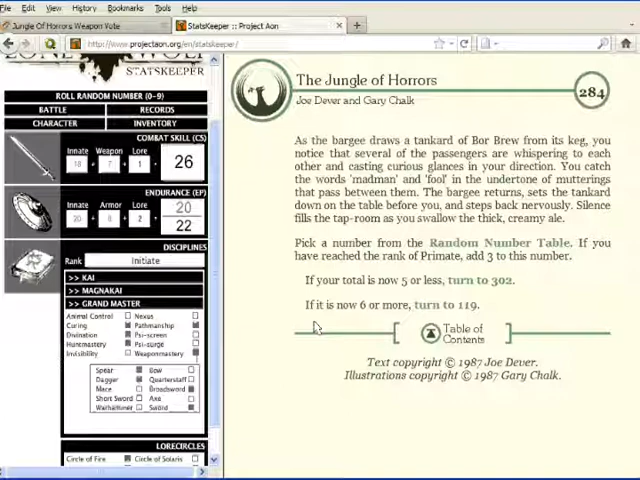 File Edit View History Bookmarks Tools Help
Jungle Of Horrors Weapon Vote
StatsKeeper :: Project Aon
http://www.projectaon.org/en/statskeeper/
STATSKEEPER
ROLL RANDOM NUMBER (0-9)
BATTLE RECORDS
CHARACTER INVENTORY
COMBAT SKILL (CS)
Innate Weapon Lore
18 + 7 + 1 26
ENDURANCE (EP)
Innate Armor Lore 20
20 + 2 22
DISCIPLINES
Rank Initiate
>> KAI
>> MAGNAKAI
>> GRAND MASTER
Animal Control Nexus
Curing Pathmanship
Divination Psi-screen
Huntmastery Psi-surge
Invisibility Weaponmastery
Spear Bow
Dagger Quarterstaff
Mace Broadsword
Short Sword Axe
Warhammer Sword
LORECIRCLES
Circle of Fire Circle of Solaris
The Jungle of Horrors
Joe Dever and Gary Chalk
284
As the bargee draws a tankard of Bor Brew from its keg, you
notice that several of the passengers are whispering to each
other and casting curious glances in your direction. You catch
the words 'madman' and 'fool' in the undertone of mutterings
that pass between them. The bargee returns, sets the tankard
down on the table before you, and steps back nervously. Silence
fills the tap-room as you swallow the thick, creamy ale.
Pick a number from the Random Number Table. If you
have reached the rank of Primate, add 3 to this number.
If your total is now 5 or less, turn to 302.
If it is now 6 or more, turn to 119.
Table of
Contents
Text copyright © 1987 Joe Dever.
Illustrations copyright © 1987 Gary Chalk.